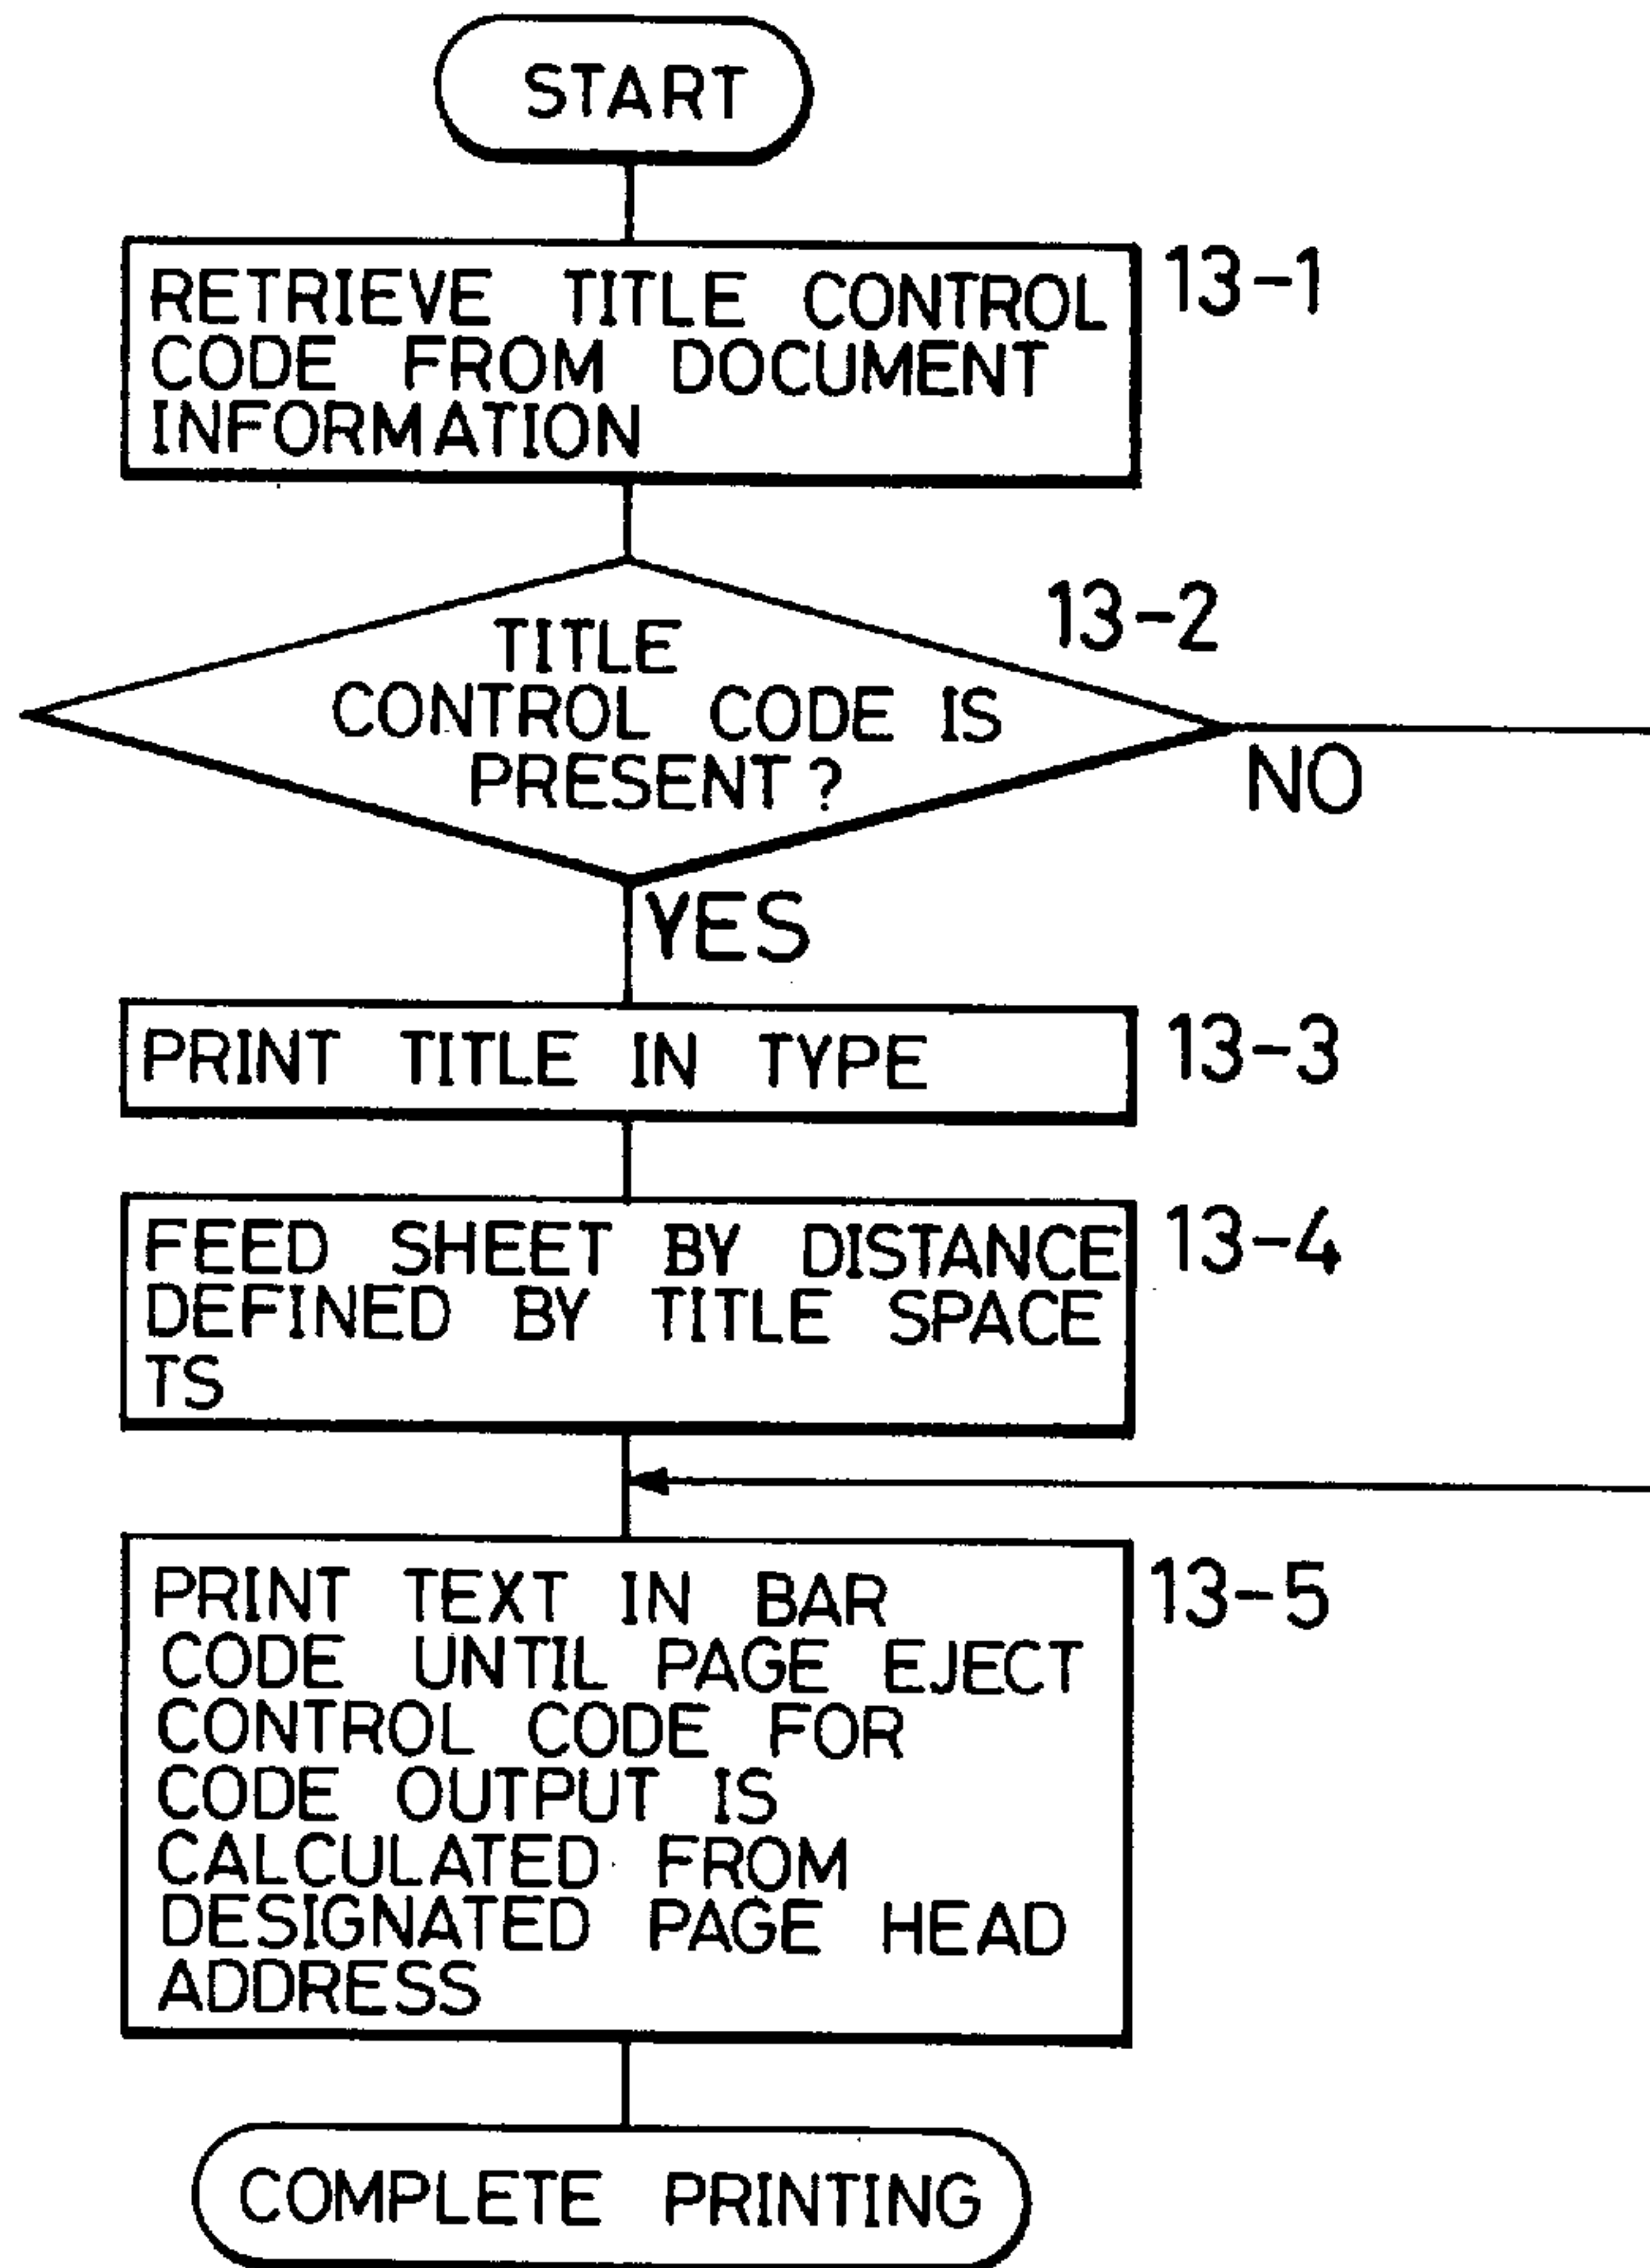 START
RETRIEVE TITLE CONTROL
CODE FROM DOCUMENT
INFORMATION
13-1
TITLE
CONTROL CODE IS
PRESENT?
13-2
NO
YES
PRINT TITLE IN TYPE
13-3
FEED SHEET BY DISTANCE
DEFINED BY TITLE SPACE
TS
13-4
PRINT TEXT IN BAR
CODE UNTIL PAGE EJECT
CONTROL CODE FOR
CODE OUTPUT IS
CALCULATED FROM
DESIGNATED PAGE HEAD
ADDRESS
13-5
COMPLETE PRINTING